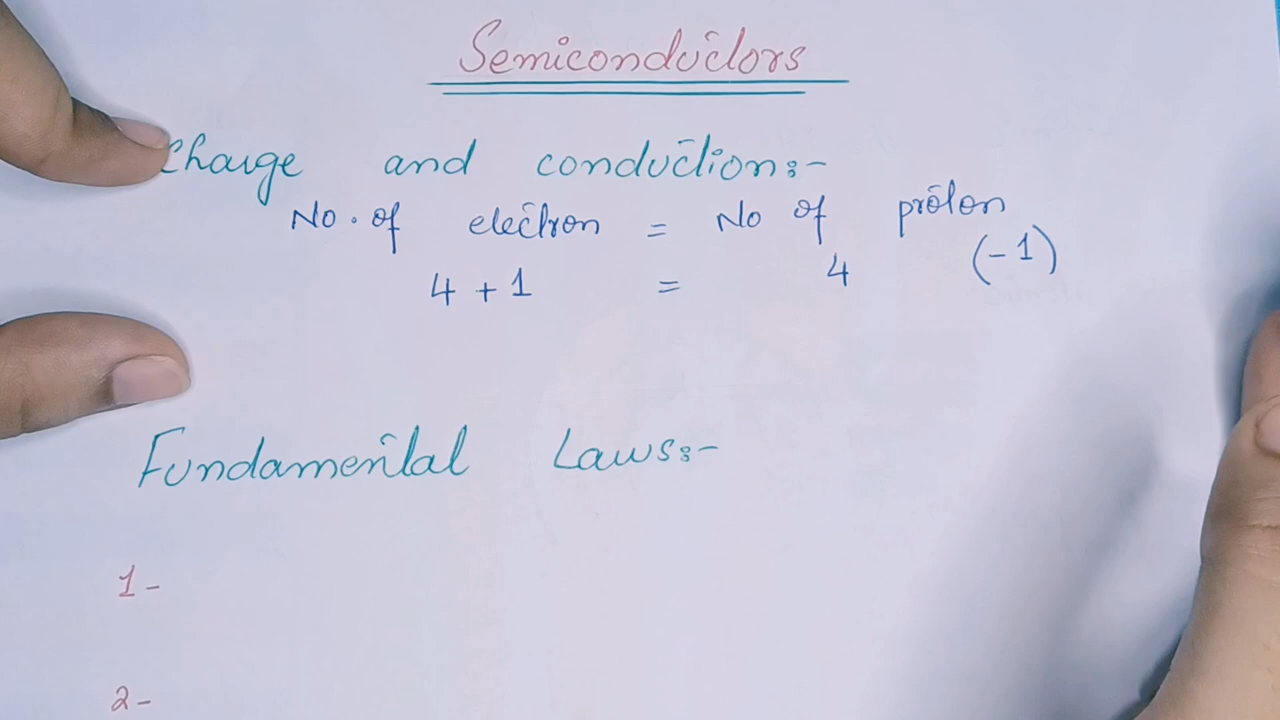 Semiconductors
Charge and conduction:-
No. of electron = No of proton
4 + 1 = 4 (-1)
Fundamental Laws:-
1-
2-